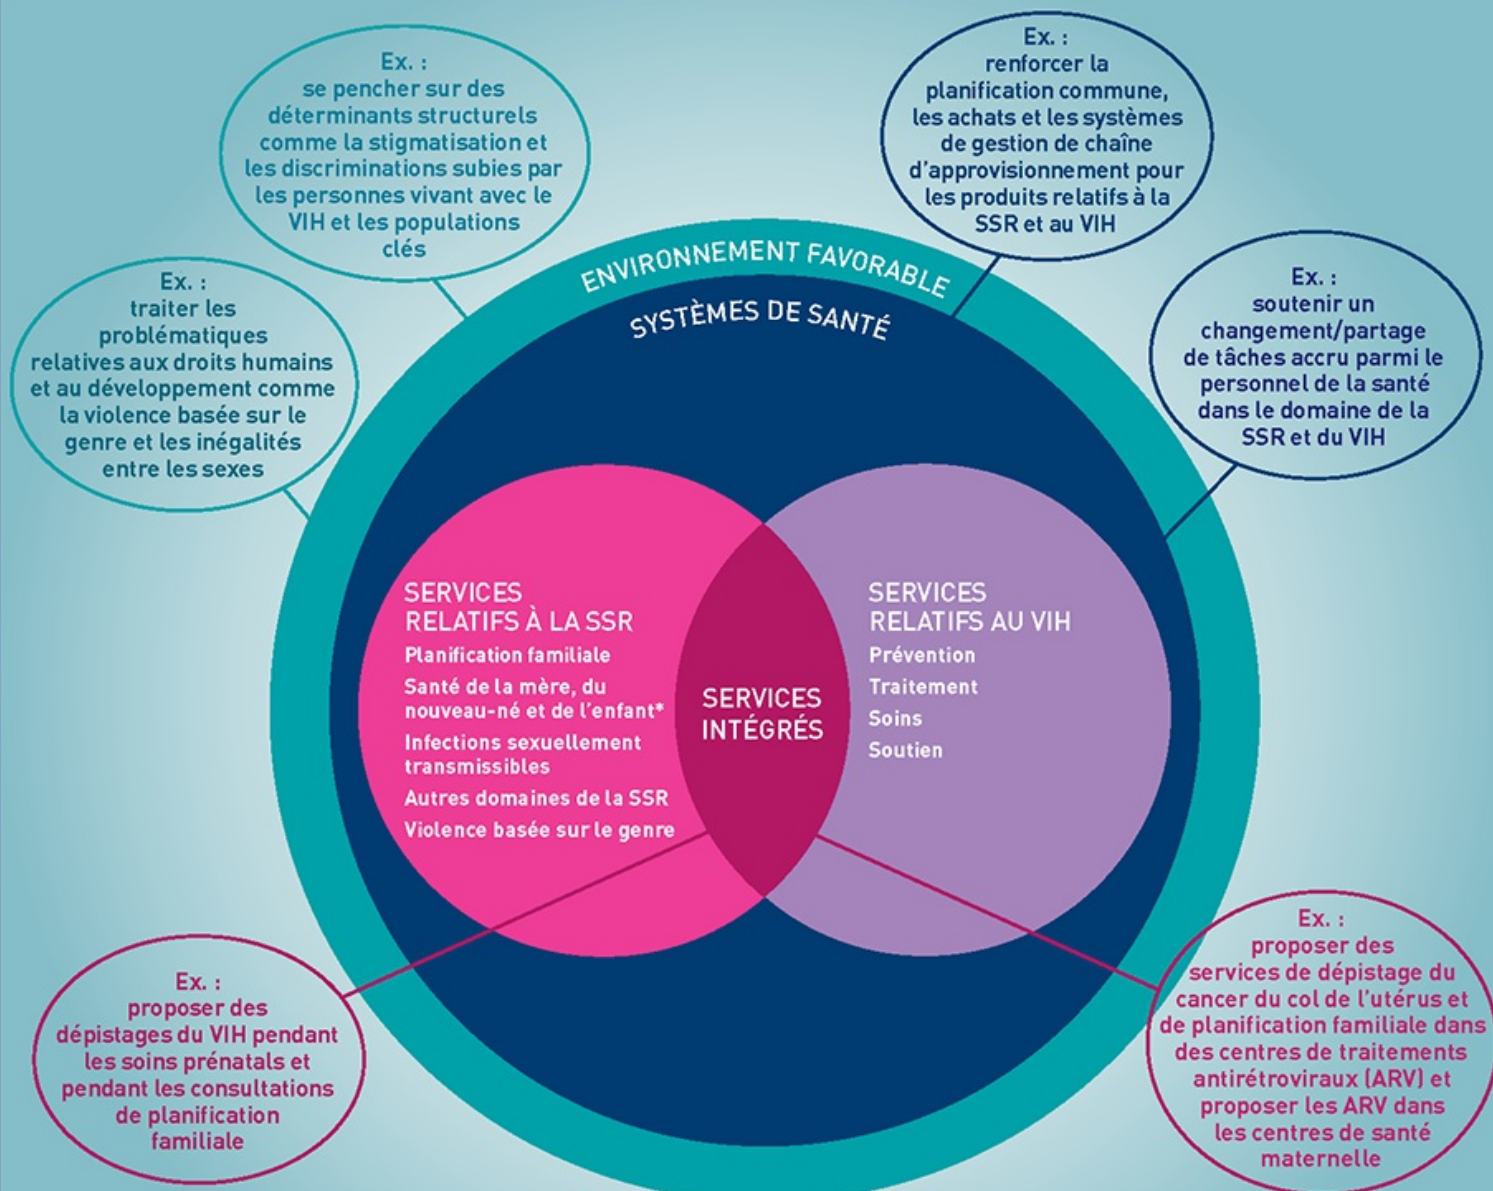 Ex. :
se pencher sur des
déterminants structurels
comme la stigmatisation et
les discriminations subies par
les personnes vivant avec le
VIH et les populations
clés
Ex. :
renforcer la
planification commune,
les achats et les systèmes
de gestion de chaîne
d’approvisionnement pour
les produits relatifs à la
SSR et au VIH
Ex. :
traiter les
problématiques
relatives aux droits humains
et au développement comme
la violence basée sur le
genre et les inégalités
entre les sexes
Ex. :
soutenir un
changement/partage
de tâches accru parmi le
personnel de la santé
dans le domaine de la
SSR et du VIH
ENVIRONNEMENT FAVORABLE
SYSTÈMES DE SANTÉ
SERVICES
RELATIFS À LA SSR
Planification familiale
Santé de la mère, du
nouveau-né et de l’enfant*
Infections sexuellement
transmissibles
Autres domaines de la SSR
Violence basée sur le genre
SERVICES
INTÉGRÉS
SERVICES
RELATIFS AU VIH
Prévention
Traitement
Soins
Soutien
Ex. :
proposer des
dépistages du VIH pendant
les soins prénatals et
pendant les consultations
de planification
familiale
Ex. :
proposer des
services de dépistage du
cancer du col de l’utérus et
de planification familiale dans
des centres de traitements
antirétroviraux (ARV) et
proposer les ARV dans
les centres de santé
maternelle